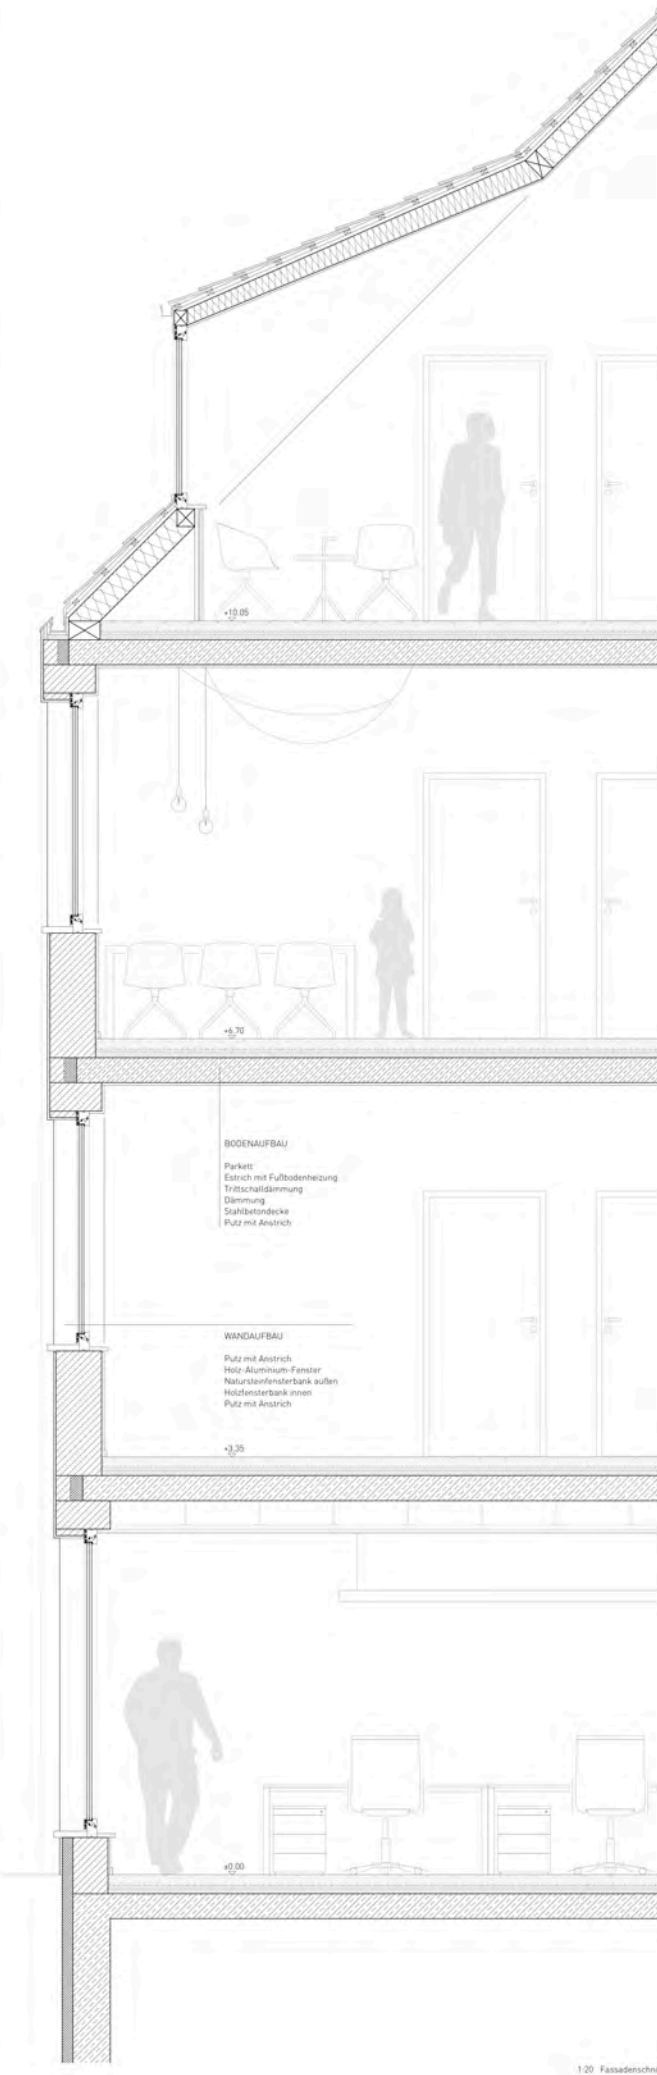 +10.05
+6.70
BODENAUFBAU
Parkett
Estrich mit Fußbodenheizung
Trittschalldämmung
Dämmung
Stahlbetondecke
Putz mit Anstrich
WANDAUFBAU
Putz mit Anstrich
Holz-Aluminium-Fenster
Natursteinfensterbank außen
Holzfensterbank innen
Putz mit Anstrich
+3.35
±0.00
1:20 Fassadenschn